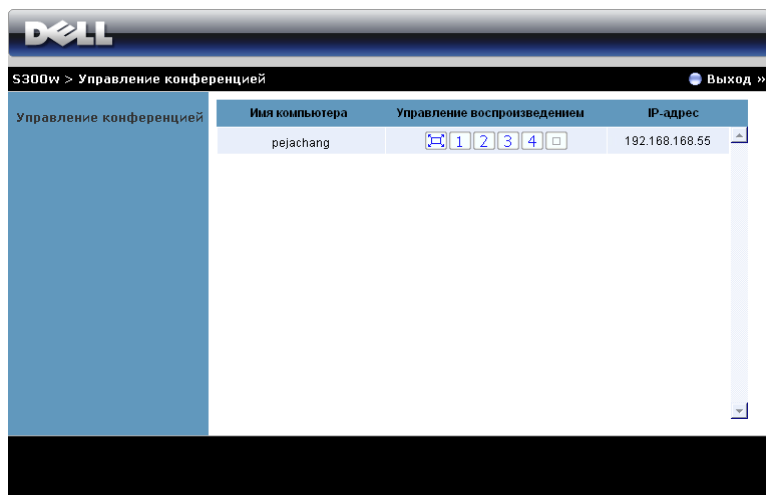 DELL
S300w > Управление конференцией
Выход »
Управление конференцией
Имя компьютера Управление воспроизведением IP-адрес
pejachang 1 2 3 4 192.168.168.55